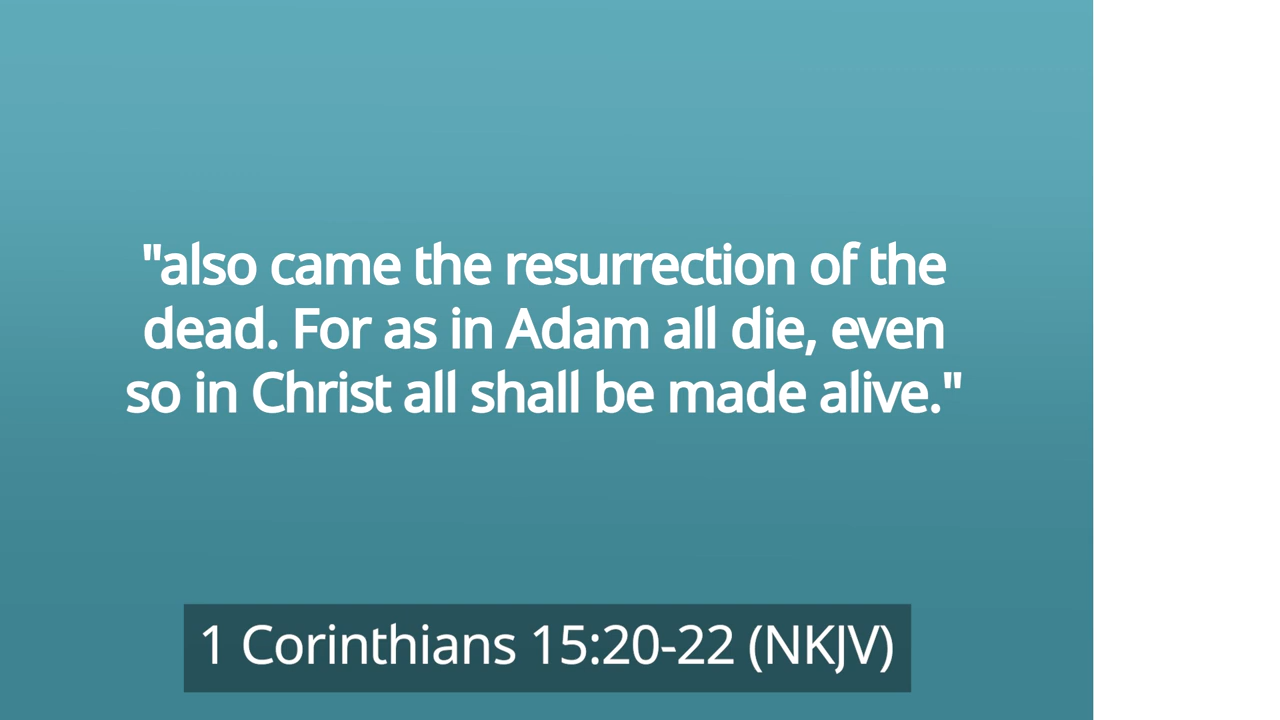 "also came the resurrection of the
dead. For as in Adam all die, even
so in Christ all shall be made alive."
1 Corinthians 15:20-22 (NKJV)